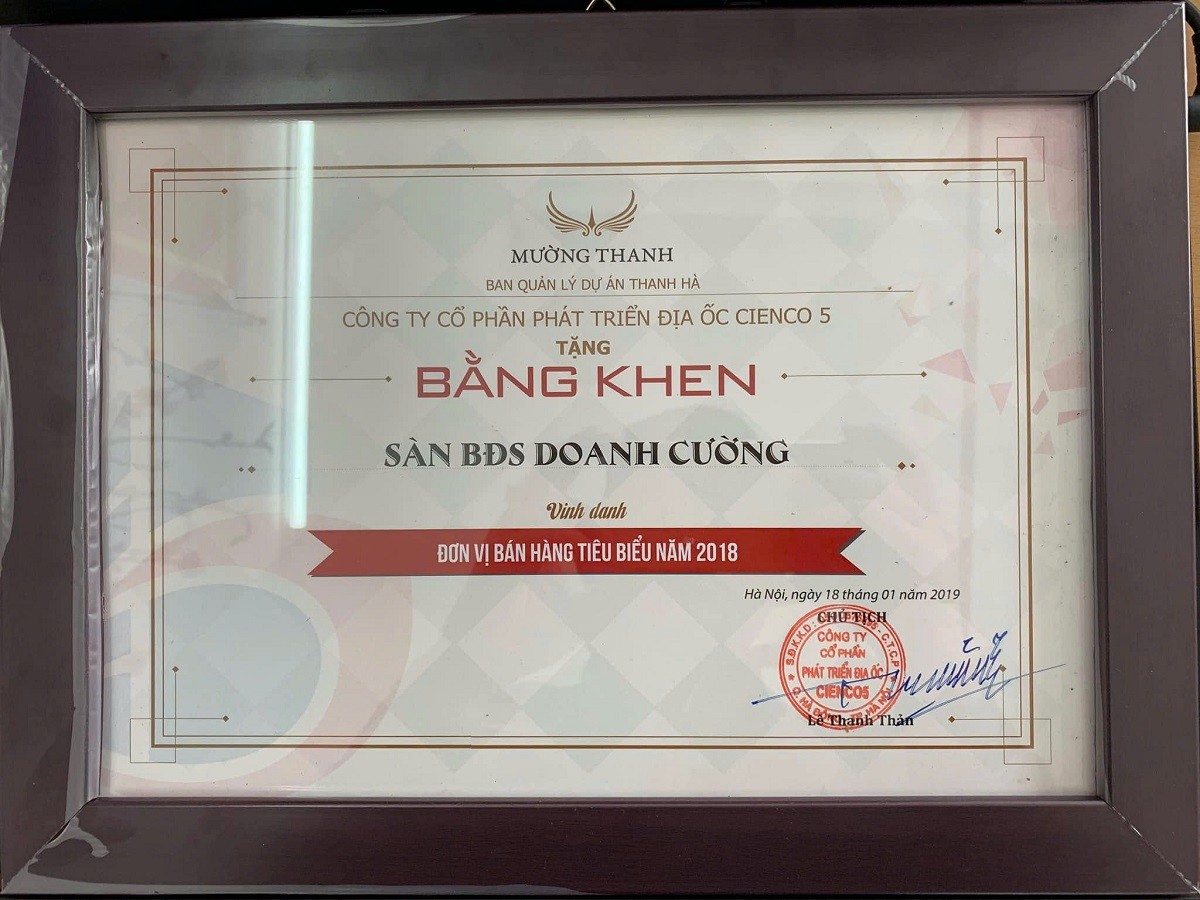 MƯỜNG THANH
BAN QUẢN LÝ DỰ ÁN THANH HÀ
CÔNG TY CỔ PHẦN PHÁT TRIỂN ĐỊA ỐC CIENCO 5
TẶNG
BẰNG KHEN
SÀN BĐS DOANH CƯỜNG
Vinh danh
ĐƠN VỊ BÁN HÀNG TIÊU BIỂU NĂM 2018
Hà Nội, ngày 18 tháng 01 năm 2019
CHỦ TỊCH
CÔNG TY
CỔ PHẦN
PHÁT TRIỂN ĐỊA ỐC
CIENCO5
Lê Thanh Thản